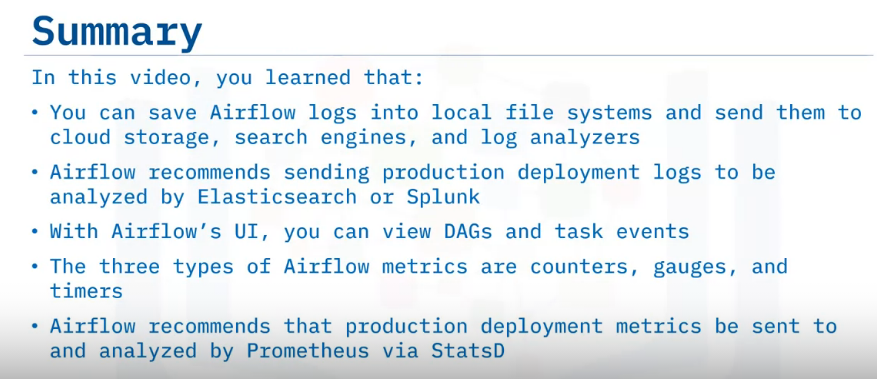 Summary
In this video, you learned that:
• You can save Airflow logs into local file systems and send them to
cloud storage, search engines, and log analyzers
• Airflow recommends sending production deployment logs to be
analyzed by Elasticsearch or Splunk
• With Airflow’s UI, you can view DAGs and task events
• The three types of Airflow metrics are counters, gauges, and
timers
• Airflow recommends that production deployment metrics be sent to
and analyzed by Prometheus via StatsD